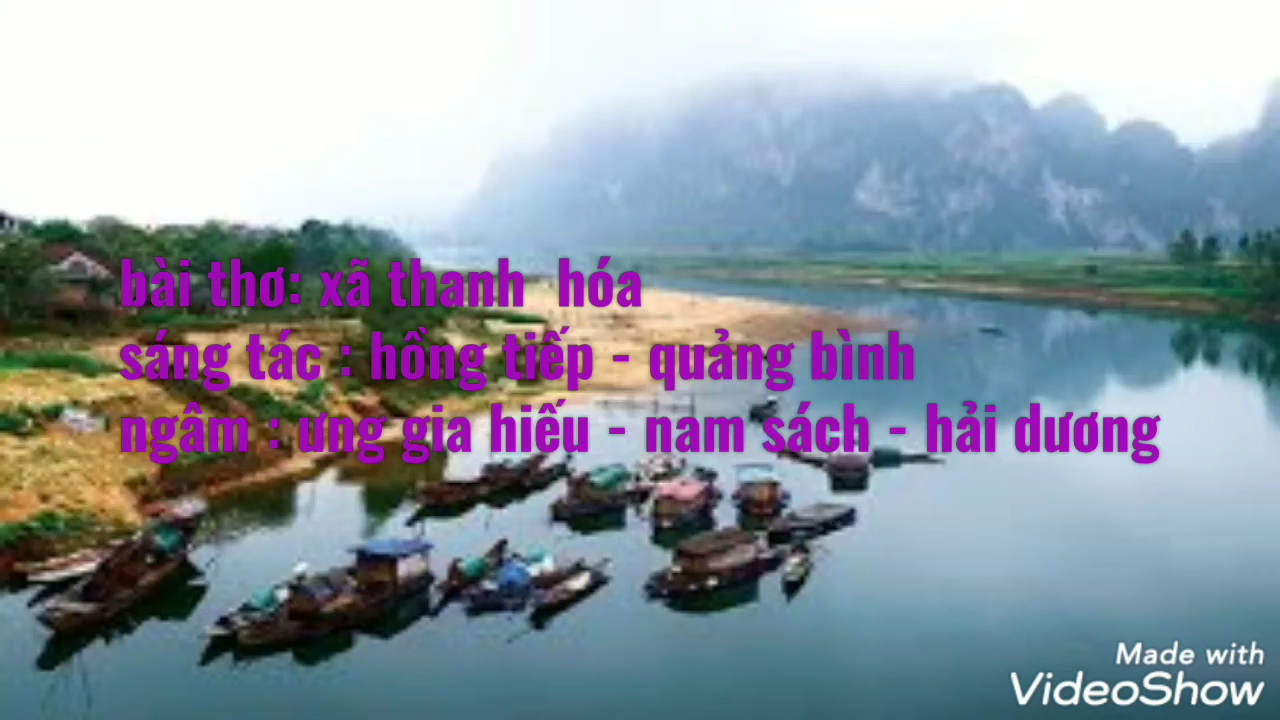 bài thơ: xã thanh  hóa
sáng tác : hồng tiếp - quảng bình
ngâm : ưng gia hiếu - nam sách - hải dương
Made with
VideoShow